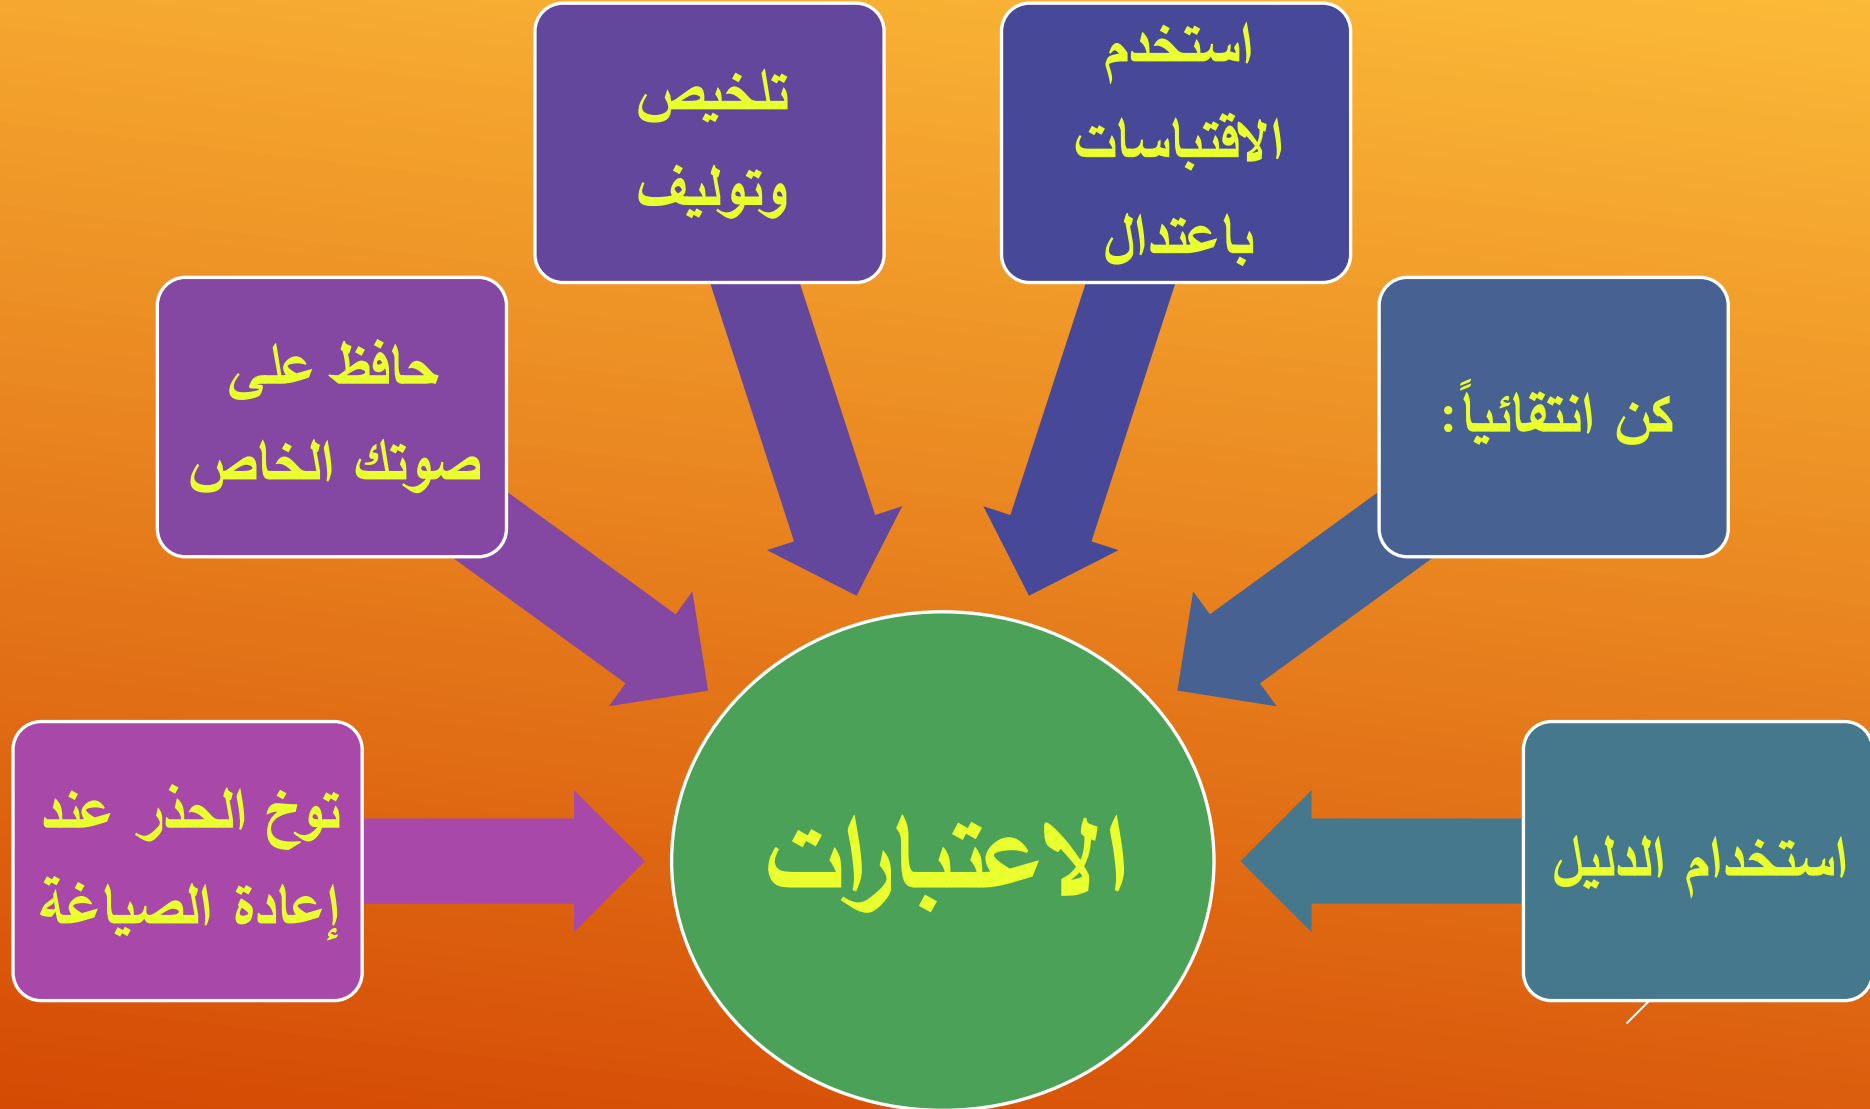 استخدام الدليل
كن انتقائياً:
استخدم
الاقتباسات
باعتدال
تلخيص
وتوليف
حافظ على
صوتك الخاص
توخ الحذر عند
إعادة الصياغة
الاعتبارات